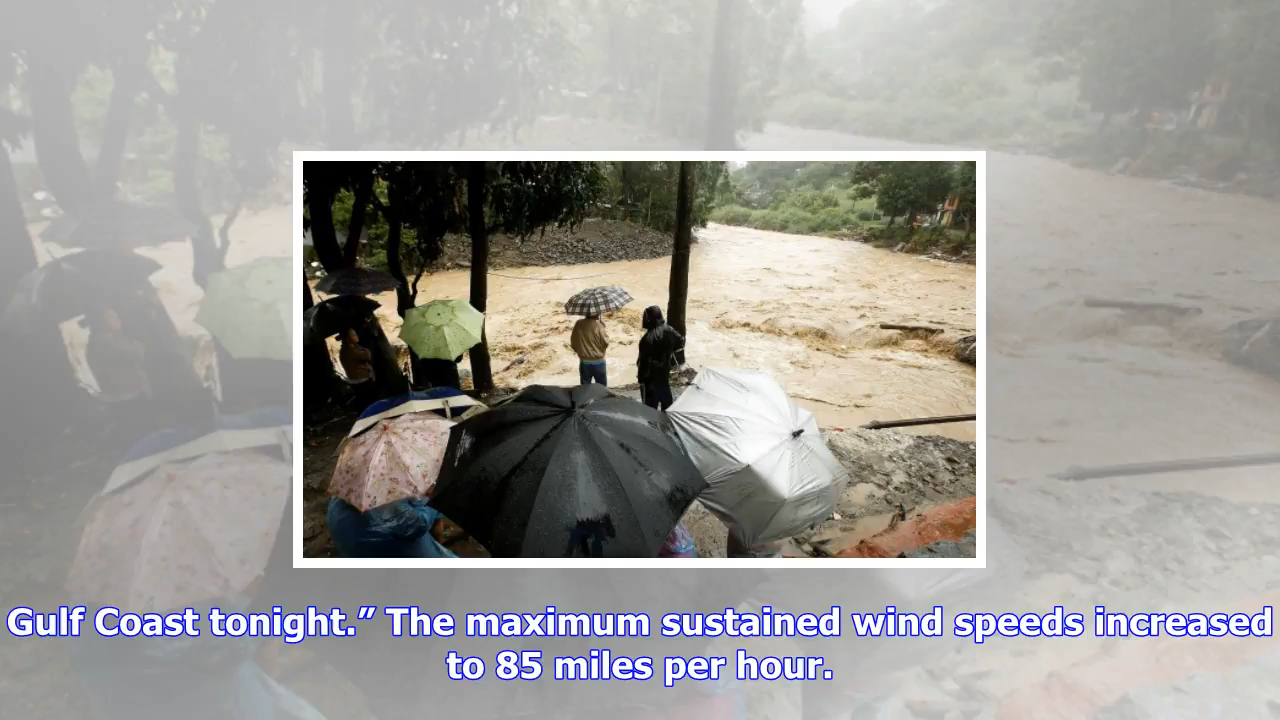 Gulf Coast tonight.” The maximum sustained wind speeds increased
to 85 miles per hour.